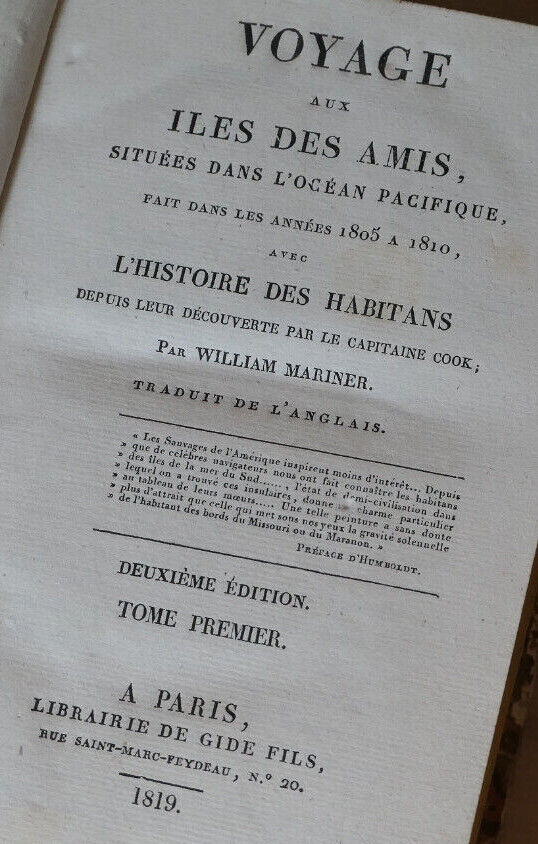 VOYAGE
AUX
ILES DES AMIS,
SITUÉES DANS L'OCÉAN PACIFIQUE,
FAIT DANS LES ANNÉES 1805 A 1810,
AVEC
L'HISTOIRE DES HABITANS
DEPUIS LEUR DÉCOUVERTE PAR LE CAPITAINE COOK;
PAR WILLIAM MARINER.
TRADUIT DE L'ANGLAIS.
« Les Sauvages de l'Amérique inspirent moins d'intérêt... Depuis
» que de célèbres navigateurs nous ont fait connaître les habitans
» des îles de la mer du Sud......, l'état de demi-civilisation dans
» lequel on a trouvé ces insulaires, donne un charme particulier
» au tableau de leurs mœurs..... Une telle peinture a sans doute
» plus d'attrait que celle qui met sous nos yeux la gravité solennelle
» de l'habitant des bords du Missouri ou du Maranon. »
PRÉFACE D'HUMBOLDT.
DEUXIÈME ÉDITION.
TOME PREMIER.
A PARIS,
LIBRAIRIE DE GIDE FILS,
RUE SAINT-MARC-FEYDEAU, N.º 20.
1819.